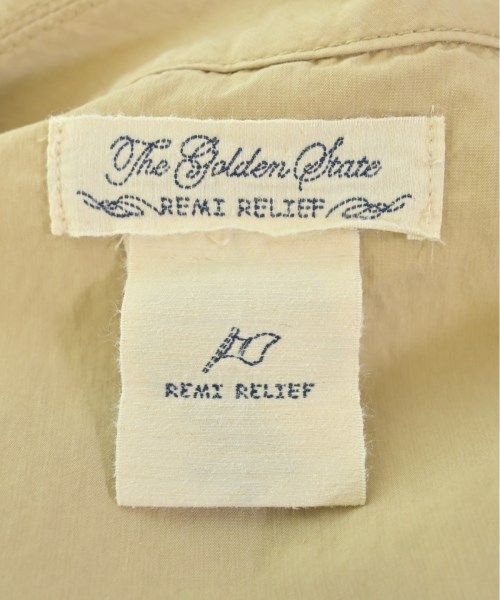 The Golden State
REMI RELIEF
REMI RELIEF